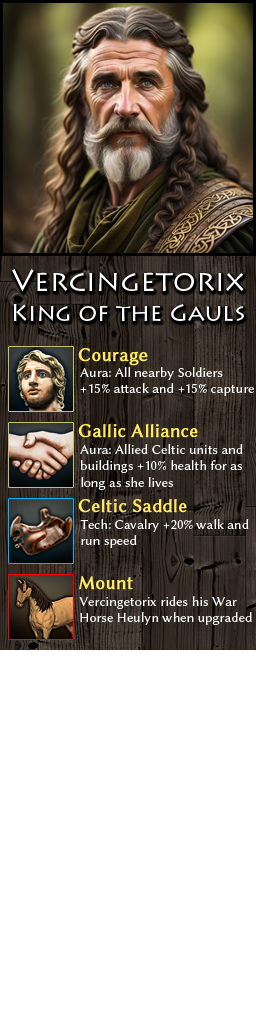 Vercingetorix
King of the Gauls
Courage
Aura: All nearby Soldiers
+15% attack and +15% capture
Gallic Alliance
Aura: Allied Celtic units and
buildings +10% health for as
long as she lives
Celtic Saddle
Tech: Cavalry +20% walk and
run speed
Mount
Vercingetorix rides his War
Horse Heulyn when upgraded